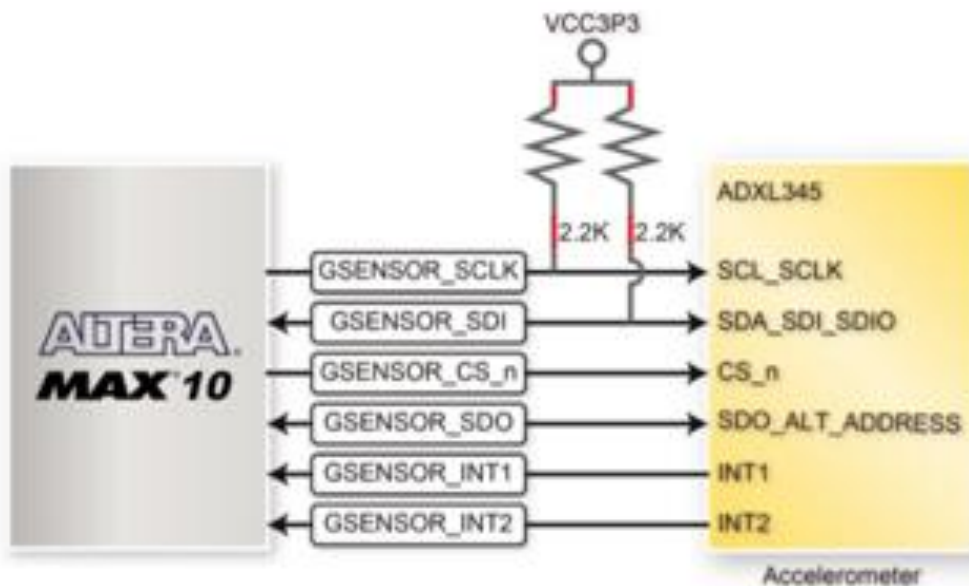 VCC3P3
2.2K 2.2K
ADXL345
GSENSOR_SCLK SCL_SCLK
ALTERA. GSENSOR_SDI SDA_SDI_SDIO
MAX 10 GSENSOR_CS_n CS_n
GSENSOR_SDO SDO_ALT_ADDRESS
GSENSOR_INT1 INT1
GSENSOR_INT2 INT2
Accelerometer